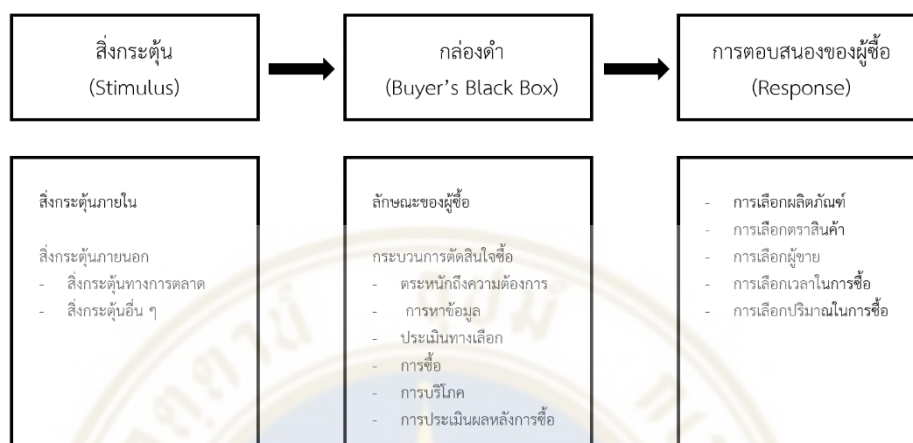 สิ่งกระตุ้น
(Stimulus)
กล่องดำ
(Buyer's Black Box)
การตอบสนองของผู้ซื้อ
(Response)
สิ่งกระตุ้นภายใน
สิ่งกระตุ้นภายนอก
- สิ่งกระตุ้นทางการตลาด
- สิ่งกระตุ้นอื่น ๆ
ลักษณะของผู้ซื้อ
กระบวนการตัดสินใจซื้อ
- ตระหนักถึงความต้องการ
- การหาข้อมูล
- ประเมินทางเลือก
- การซื้อ
- การบริโภค
- การประเมินผลหลังการซื้อ
- การเลือกผลิตภัณฑ์
- การเลือกตราสินค้า
- การเลือกผู้ขาย
- การเลือกเวลาในการซื้อ
- การเลือกปริมาณในการซื้อ